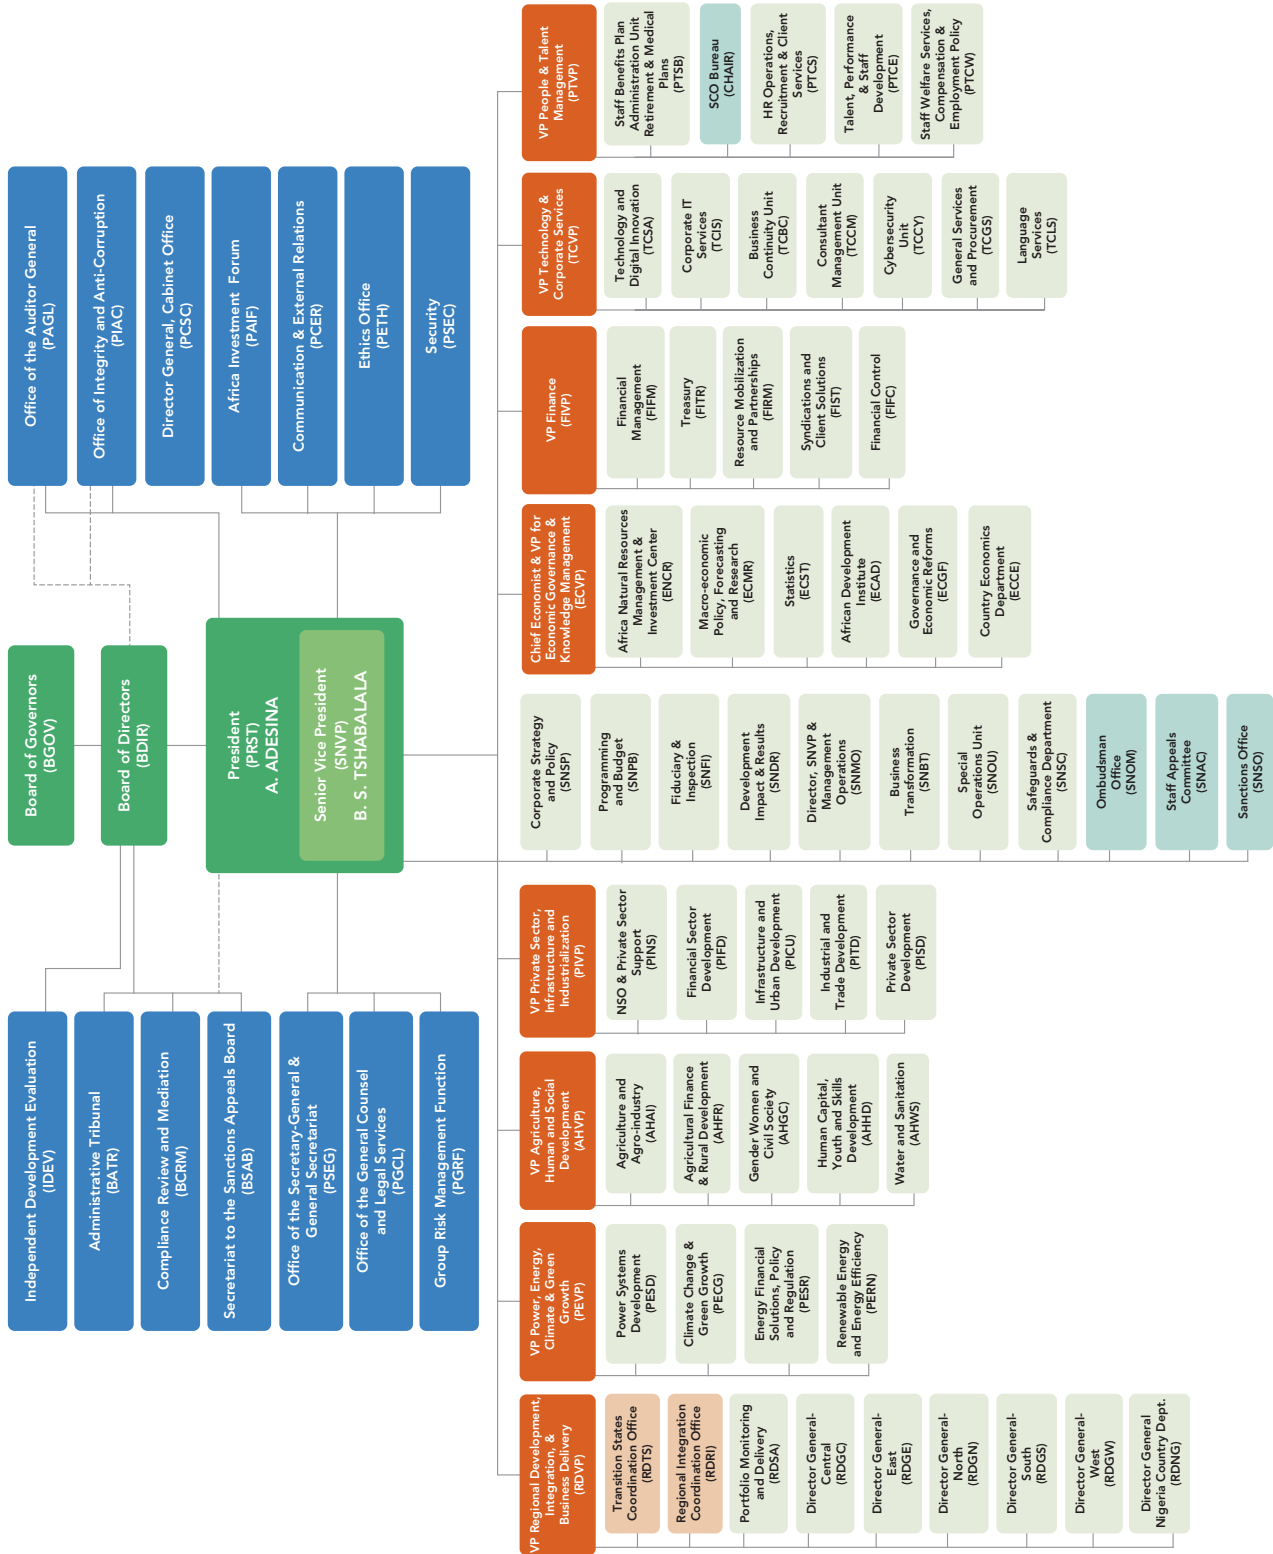 Board of Governors
(BGOV)
Board of Directors
(BDIR)
President
(PRST)
A. ADESINA
Senior Vice President
(SNVP)
B. S. TSHABALALA
Independent Development Evaluation
(IDEV)
Administrative Tribunal
(BATR)
Compliance Review and Mediation
(BCRM)
Secretariat to the Sanctions Appeals Board
(BSAB)
Office of the Secretary-General &
General Secretariat
(PSEG)
Office of the General Counsel
and Legal Services
(PGCL)
Group Risk Management Function
(PGRF)
Office of the Auditor General
(PAGL)
Office of Integrity and Anti-Corruption
(PIAC)
Director General, Cabinet Office
(PCSC)
Africa Investment Forum
(PAIF)
Communication & External Relations
(PCER)
Ethics Office
(PETH)
Security
(PSEC)
VP Regional Development,
Integration, &
Business Delivery
(RDVP)
Transition States
Coordination Office
(RDTS)
Regional Integration
Coordination Office
(RDRI)
Portfolio Monitoring
and Delivery
(RDSA)
Director General-
Central
(RDGC)
Director General-
East
(RDGE)
Director General-
North
(RDGN)
Director General-
South
(RDGS)
Director General-
West
(RDGW)
Director General
Nigeria Country Dept.
(RDNG)
VP Power, Energy,
Climate & Green
Growth
(PEVP)
Power Systems
Development
(PESD)
Climate Change &
Green Growth
(PECG)
Energy Financial
Solutions, Policy
and Regulation
(PESR)
Renewable Energy
and Energy Efficiency
(PERN)
VP Agriculture,
Human and Social
Development
(AHVP)
Agriculture and
Agro-industry
(AHAI)
Agricultural Finance
& Rural Development
(AHFR)
Gender Women and
Civil Society
(AHGC)
Human Capital,
Youth and Skills
Development
(AHHD)
Water and Sanitation
(AHWS)
VP Private Sector,
Infrastructure and
Industrialization
(PIVP)
NSO & Private Sector
Support
(PINS)
Financial Sector
Development
(PIFD)
Infrastructure and
Urban Development
(PICU)
Industrial and
Trade Development
(PITD)
Private Sector
Development
(PISD)
Corporate Strategy
and Policy
(SNSP)
Programming
and Budget
(SNPB)
Fiduciary &
Inspection
(SNFI)
Development
Impact & Results
(SNDR)
Director, SNVP &
Management
Operations
(SNMO)
Business
Transformation
(SNBT)
Special
Operations Unit
(SNOU)
Safeguards &
Compliance Department
(SNSC)
Ombudsman
Office
(SNOM)
Staff Appeals
Committee
(SNAC)
Sanctions Office
(SNSO)
Chief Economist & VP for
Economic Governance &
Knowledge Management
(ECVP)
Africa Natural Resources
Management &
Investment Center
(ENCR)
Macro-economic
Policy, Forecasting
and Research
(ECMR)
Statistics
(ECST)
African Development
Institute
(ECAD)
Governance and
Economic Reforms
(ECGF)
Country Economics
Department
(ECCE)
VP Finance
(FIVP)
Financial
Management
(FIFM)
Treasury
(FITR)
Resource Mobilization
and Partnerships
(FIRM)
Syndications and
Client Solutions
(FIST)
Financial Control
(FIFC)
VP Technology &
Corporate Services
(TCVP)
Technology and
Digital Innovation
(TCSA)
Corporate IT
Services
(TCIS)
Business
Continuity Unit
(TCBC)
Consultant
Management Unit
(TCCM)
Cybersecurity
Unit
(TCCY)
General Services
and Procurement
(TCGS)
Language
Services
(TCLS)
VP People & Talent
Management
(PTVP)
Staff Benefits Plan
Administration Unit
Retirement & Medical
Plans
(PTSB)
SCO Bureau
(CHAIR)
HR Operations,
Recruitment & Client
Services
(PTCS)
Talent, Performance
& Staff
Development
(PTCE)
Staff Welfare Services,
Compensation &
Employment Policy
(PTCW)